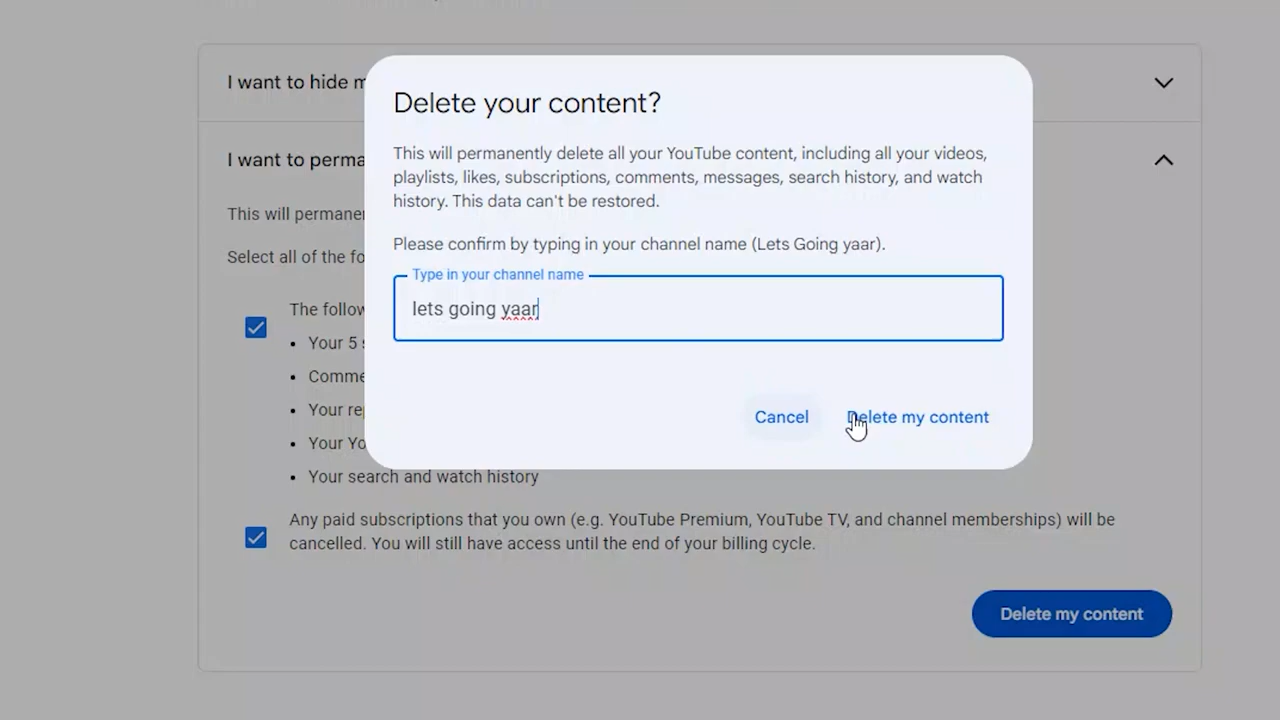 I want to hide m
Delete your content?
This will permanently delete all your YouTube content, including all your videos,
playlists, likes, subscriptions, comments, messages, search history, and watch
history. This data can't be restored.
Please confirm by typing in your channel name (Lets Going yaar).
Type in your channel name
lets going yaar
Cancel
Delete my content
I want to perma
This will permanen
Select all of the fo
The follow
• Your 5 s
• Comme
• Your rep
• Your Yo
• Your search and watch history
Any paid subscriptions that you own (e.g. YouTube Premium, YouTube TV, and channel memberships) will be
cancelled. You will still have access until the end of your billing cycle.
Delete my content